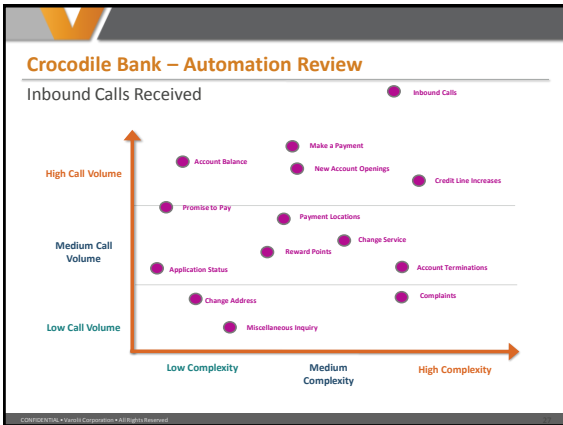 Crocodile Bank – Automation Review
Inbound Calls Received
Inbound Calls
Make a Payment
Account Balance
New Account Openings
High Call Volume
Credit Line Increases
Promise to Pay
Payment Locations
Change Service
Medium Call
Volume
Reward Points
Application Status
Account Terminations
Complaints
Change Address
Low Call Volume
Miscellaneous Inquiry
Low Complexity
Medium
Complexity
High Complexity
CONFIDENTIAL • Vanolil Corporation • All Rights Reserved